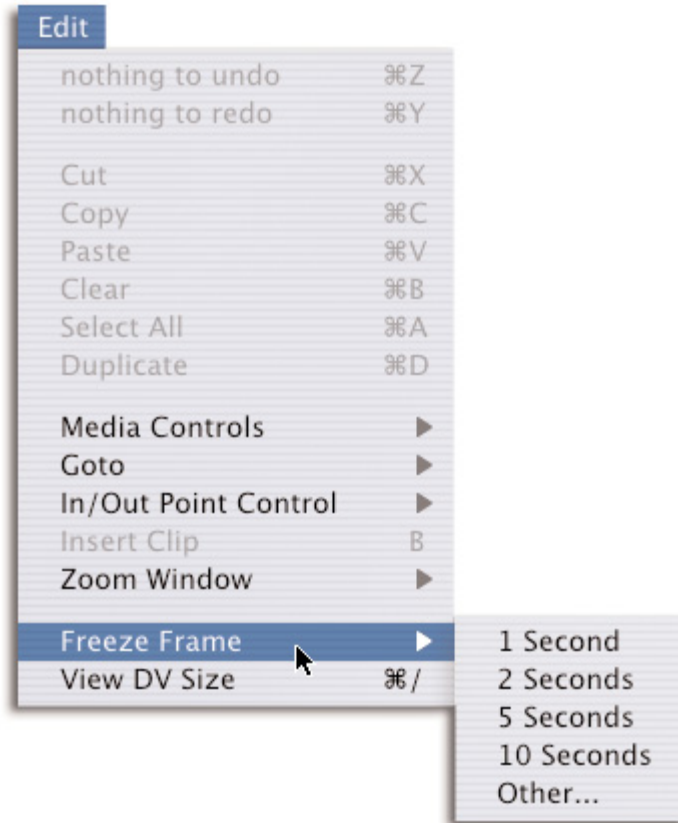 Edit
nothing to undo ⌘Z
nothing to redo ⌘Y
Cut ⌘X
Copy ⌘C
Paste ⌘V
Clear ⌘B
Select All ⌘A
Duplicate ⌘D
Media Controls
Goto
In/Out Point Control
Insert Clip B
Zoom Window
Freeze Frame
View DV Size ⌘/
1 Second
2 Seconds
5 Seconds
10 Seconds
Other...